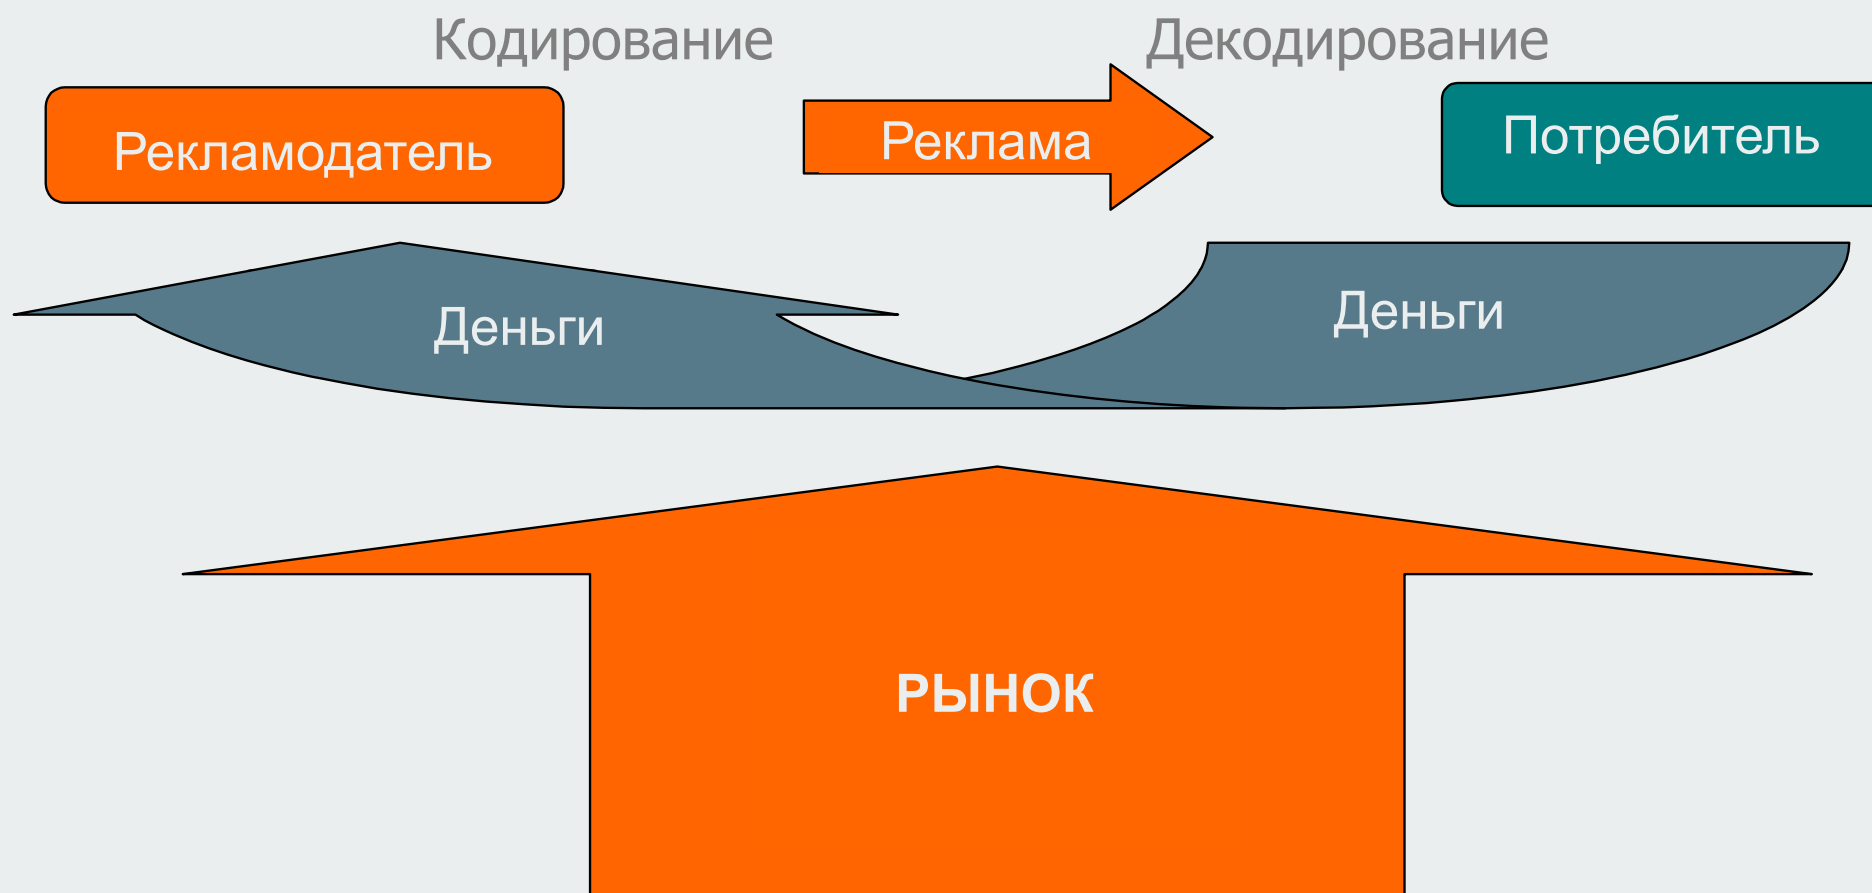 Кодирование
Декодирование
Рекламодатель
Реклама
Потребитель
Деньги
Деньги
РЫНОК